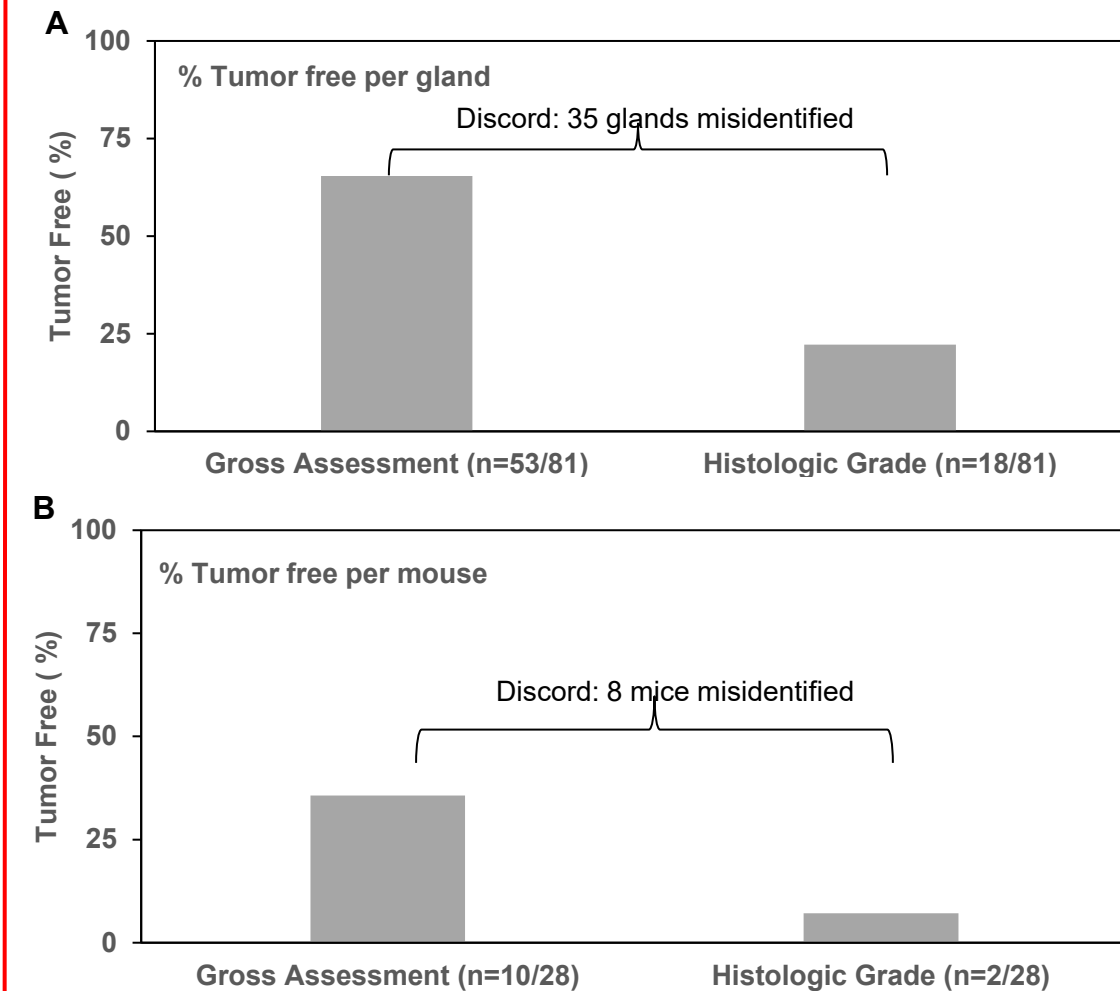 A
100
% Tumor free per gland
Discord: 35 glands misidentified
75
Tumor Free ( %)
50
25
0
Gross Assessment (n=53/81) Histologic Grade (n=18/81)
B
100
% Tumor free per mouse
75
Discord: 8 mice misidentified
Tumor Free ( %)
50
25
0
Gross Assessment (n=10/28) Histologic Grade (n=2/28)